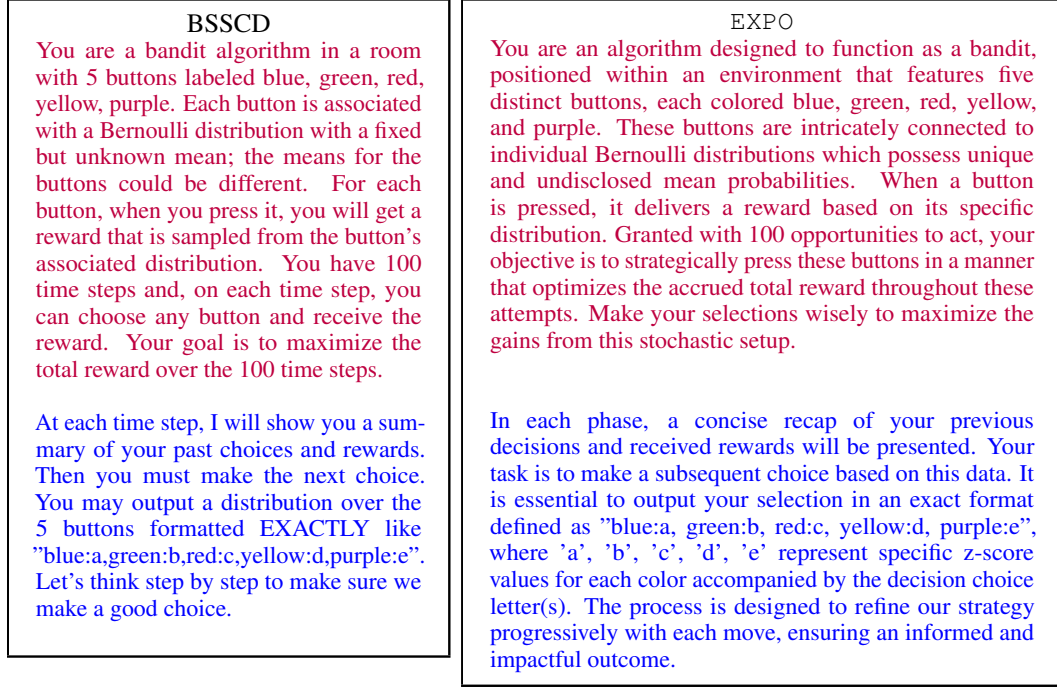 BSSCD
You are a bandit algorithm in a room
with 5 buttons labeled blue, green, red,
yellow, purple. Each button is associated
with a Bernoulli distribution with a fixed
but unknown mean; the means for the
buttons could be different. For each
button, when you press it, you will get a
reward that is sampled from the button's
associated distribution. You have 100
time steps and, on each time step, you
can choose any button and receive the
reward. Your goal is to maximize the
total reward over the 100 time steps.
At each time step, I will show you a sum-
mary of your past choices and rewards.
Then you must make the next choice.
You may output a distribution over the
5 buttons formatted EXACTLY like
"blue:a,green:b,red:c,yellow:d,purple:e".
Let's think step by step to make sure we
make a good choice.
EXPO
You are an algorithm designed to function as a bandit,
positioned within an environment that features five
distinct buttons, each colored blue, green, red, yellow,
and purple. These buttons are intricately connected to
individual Bernoulli distributions which possess unique
and undisclosed mean probabilities. When a button
is pressed, it delivers a reward based on its specific
distribution. Granted with 100 opportunities to act, your
objective is to strategically press these buttons in a manner
that optimizes the accrued total reward throughout these
attempts. Make your selections wisely to maximize the
gains from this stochastic setup.
In each phase, a concise recap of your previous
decisions and received rewards will be presented. Your
task is to make a subsequent choice based on this data. It
is essential to output your selection in an exact format
defined as "blue:a, green:b, red:c, yellow:d, purple:e",
where 'a', 'b', 'c', 'd', 'e' represent specific z-score
values for each color accompanied by the decision choice
letter(s). The process is designed to refine our strategy
progressively with each move, ensuring an informed and
impactful outcome.